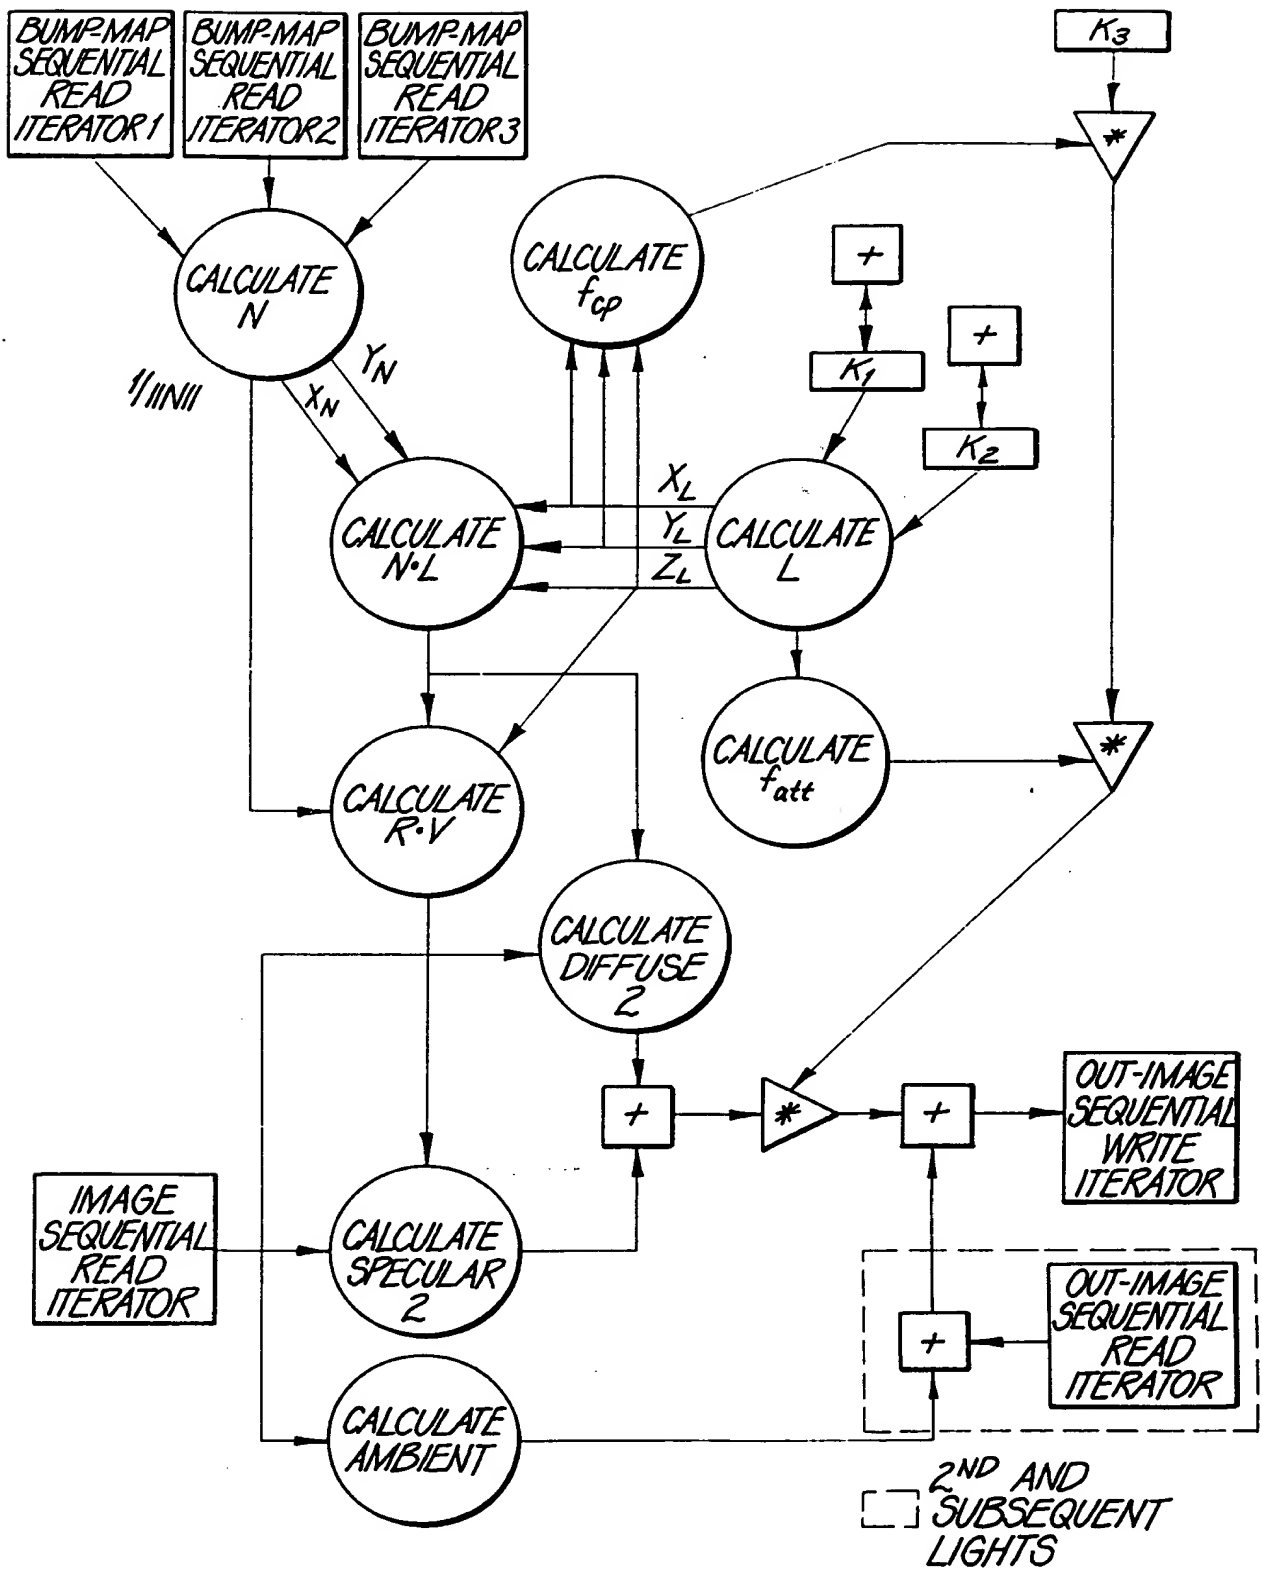 BUMP-MAP
SEQUENTIAL
READ
ITERATOR 1
BUMP-MAP
SEQUENTIAL
READ
ITERATOR 2
BUMP-MAP
SEQUENTIAL
READ
ITERATOR 3
K3
*
CALCULATE
fcp
+
CALCULATE
N
+
K1
1/||N||
XN
YN
K2
CALCULATE
N•L
XL
YL
ZL
CALCULATE
L
*
CALCULATE
fatt
CALCULATE
R•V
CALCULATE
DIFFUSE
2
+
*
+
OUT-IMAGE
SEQUENTIAL
WRITE
ITERATOR
IMAGE
SEQUENTIAL
READ
ITERATOR
CALCULATE
SPECULAR
2
+
OUT-IMAGE
SEQUENTIAL
READ
ITERATOR
CALCULATE
AMBIENT
2ND AND
SUBSEQUENT
LIGHTS